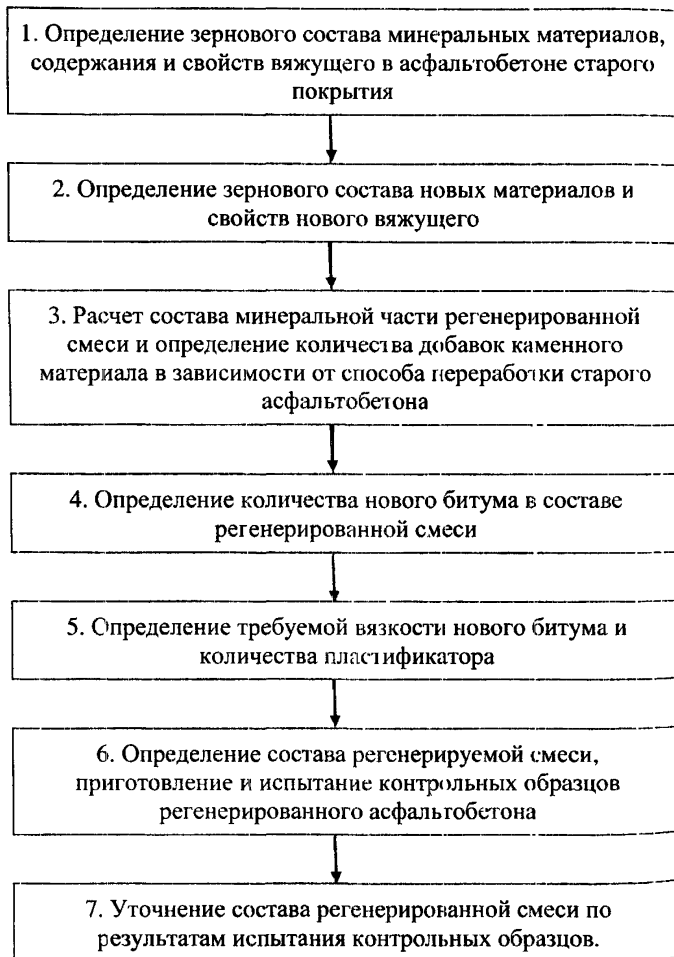 1. Определение зернового состава минеральных материалов,
содержания и свойств вяжущего в асфальтобетоне старого
покрытия
2. Определение зернового состава новых материалов и
свойств нового вяжущего
3. Расчет состава минеральной части регенерированной
смеси и определение количества добавок каменного
материала в зависимости от способа переработки старого
асфальтобетона
4. Определение количества нового битума в составе
регенерированной смеси
5. Определение требуемой вязкости нового битума и
количества пластификатора
6. Определение состава регенерируемой смеси,
приготовление и испытание контрольных образцов
регенерированного асфальтобетона
7. Уточнение состава регенерированной смеси по
результатам испытания контрольных образцов.